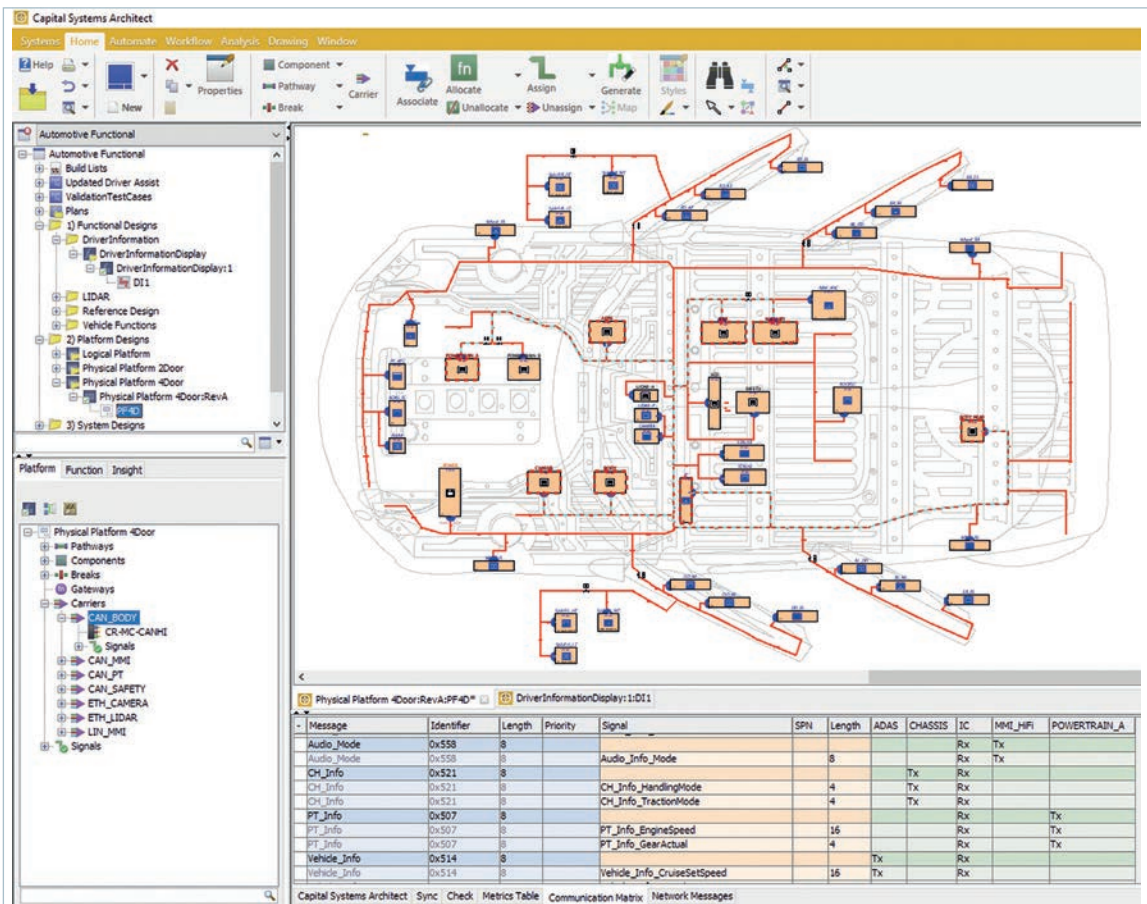 Capital Systems Architect
Systems Home Automate Workflow Analysis Drawing Window
Help
New
Properties
Component
Pathway
Break
Carrier
Associate
fn
Allocate
Unallocate
Assign
Unassign
Generate
Map
Styles
Automotive Functional
Automotive Functional
Build Lists
Updated Driver Assist
ValidationTestCases
Plans
1) Functional Designs
DriverInformation
DriverInformationDisplay
DriverInformationDisplay:1
DI1
LIDAR
Reference Design
Vehicle Functions
2) Platform Designs
Logical Platform
Physical Platform 2Door
Physical Platform 4Door
Physical Platform 4Door:RevA
PF4D
3) System Designs
Platform Function Insight
Physical Platform 4Door
Pathways
Components
Breaks
Gateways
Carriers
CAN_BODY
CR-MC-CANHI
Signals
CAN_MMI
CAN_PT
CAN_SAFETY
ETH_CAMERA
ETH_LIDAR
LIN_MMI
Signals
Physical Platform 4Door:RevA:PF4D* DriverInformationDisplay:1:DI1
- Message Identifier Length Priority Signal SPN Length ADAS CHASSIS IC MMI_HiFi POWERTRAIN_A
Audio_Mode 0x558 8 Rx Tx
Audio_Mode 0x558 8 Audio_Info_Mode 8 Rx Tx
CH_Info 0x521 8 Tx Rx
CH_Info 0x521 8 CH_Info_HandlingMode 4 Tx Rx
CH_Info 0x521 8 CH_Info_TractionMode 4 Tx Rx
PT_Info 0x507 8 Rx Tx
PT_Info 0x507 8 PT_Info_EngineSpeed 16 Rx Tx
PT_Info 0x507 8 PT_Info_GearActual 4 Rx Tx
Vehicle_Info 0x514 8 Tx Rx
Vehicle_Info 0x514 8 Vehicle_Info_CruiseSetSpeed 16 Tx Rx
Capital Systems Architect Sync Check Metrics Table Communication Matrix Network Messages